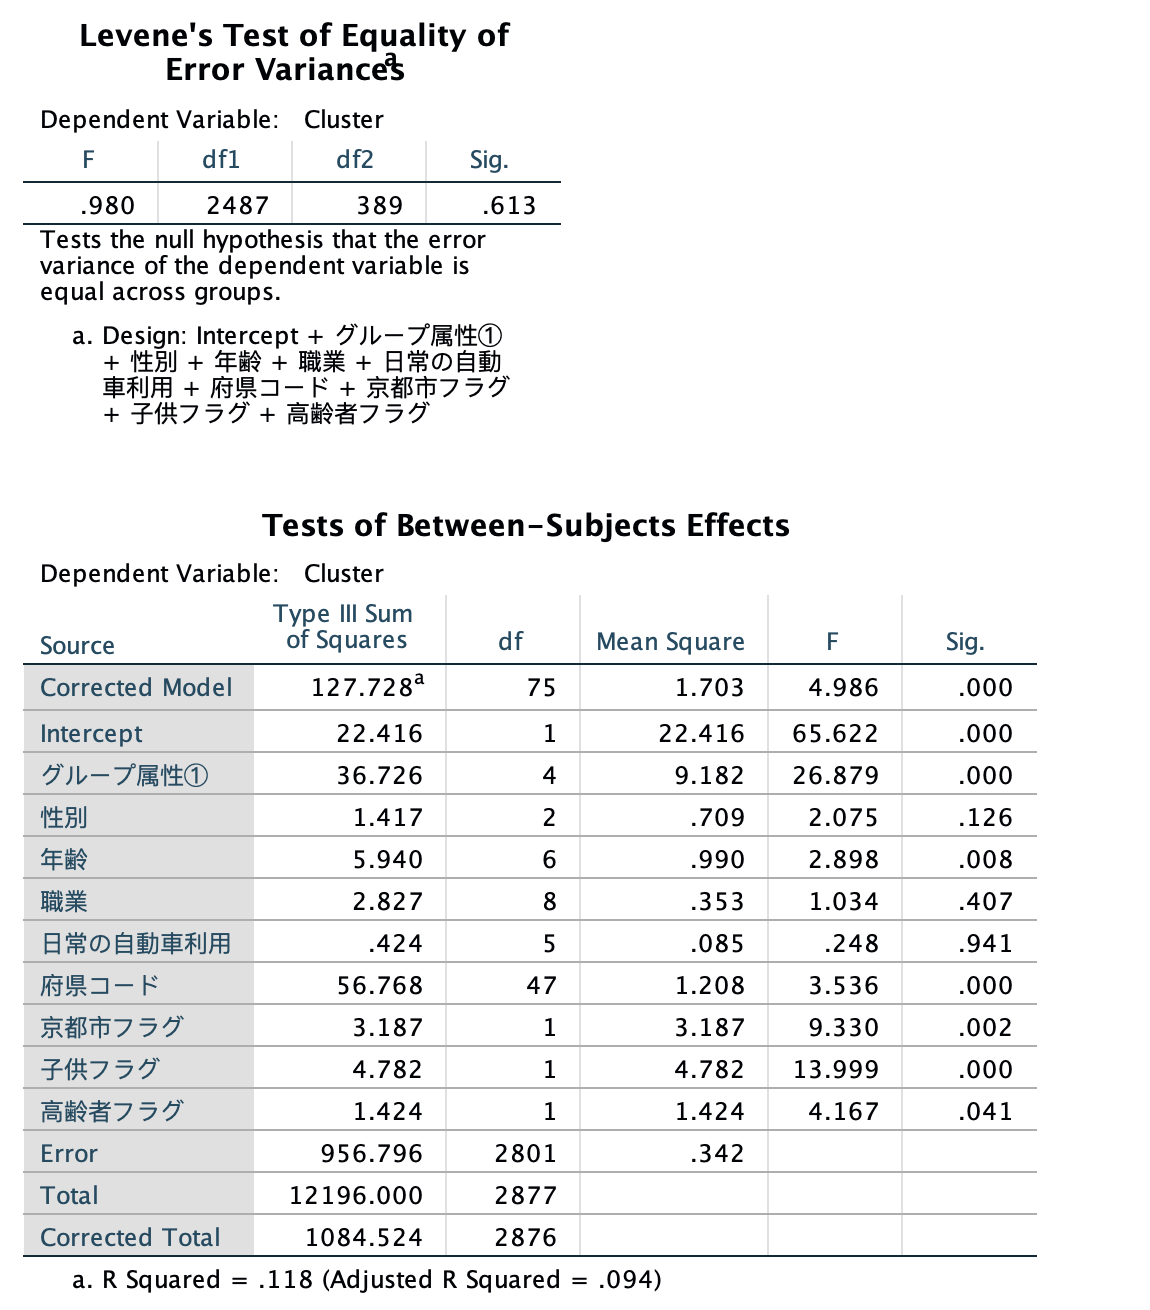 Levene's Test of Equality of
Error Variances a
Dependent Variable: Cluster
F df1 df2 Sig.
.980 2487 389 .613
Tests the null hypothesis that the error
variance of the dependent variable is
equal across groups.
a. Design: Intercept + グループ属性①
+ 性別 + 年齢 + 職業 + 日常の自動
車利用 + 府県コード + 京都市フラグ
+ 子供フラグ + 高齢者フラグ
Tests of Between-Subjects Effects
Dependent Variable: Cluster
Source Type III Sum of Squares df Mean Square F Sig.
Corrected Model 127.728a 75 1.703 4.986 .000
Intercept 22.416 1 22.416 65.622 .000
グループ属性① 36.726 4 9.182 26.879 .000
性別 1.417 2 .709 2.075 .126
年齢 5.940 6 .990 2.898 .008
職業 2.827 8 .353 1.034 .407
日常の自動車利用 .424 5 .085 .248 .941
府県コード 56.768 47 1.208 3.536 .000
京都市フラグ 3.187 1 3.187 9.330 .002
子供フラグ 4.782 1 4.782 13.999 .000
高齢者フラグ 1.424 1 1.424 4.167 .041
Error 956.796 2801 .342
Total 12196.000 2877
Corrected Total 1084.524 2876
a. R Squared = .118 (Adjusted R Squared = .094)